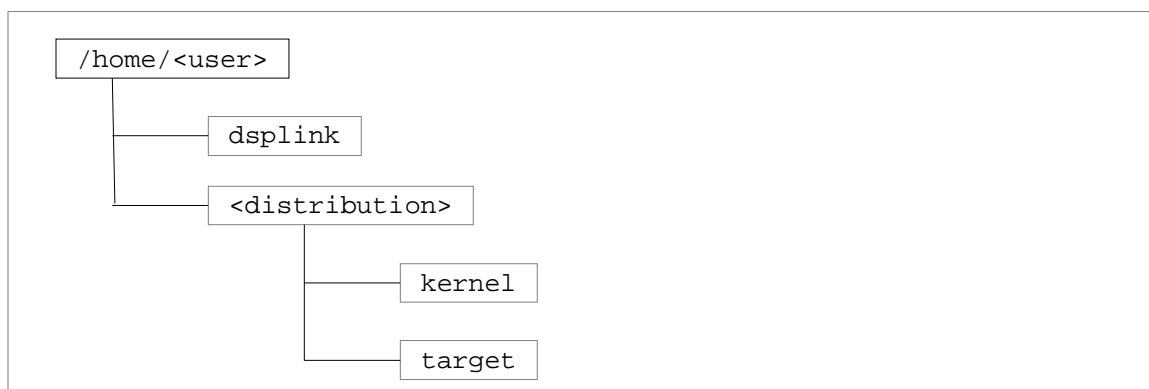 /home/<user>
dsplink
<distribution>
kernel
target